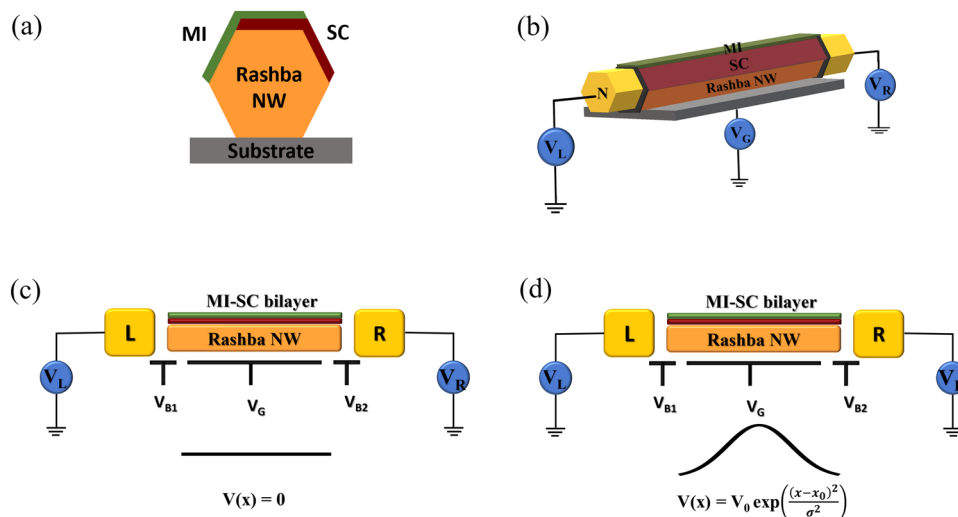 (a)
MI
SC
Rashba
NW
Substrate
(b)
MI
SC
Rashba NW
N
V_L
V_G
V_R
(c)
MI-SC bilayer
L
Rashba NW
R
V_L
V_R
V_B1
V_G
V_B2
V(x) = 0
(d)
MI-SC bilayer
L
Rashba NW
R
V_L
V_B1
V_G
V_B2
V(x) = V_0 exp((x−x_0)^2/σ^2)